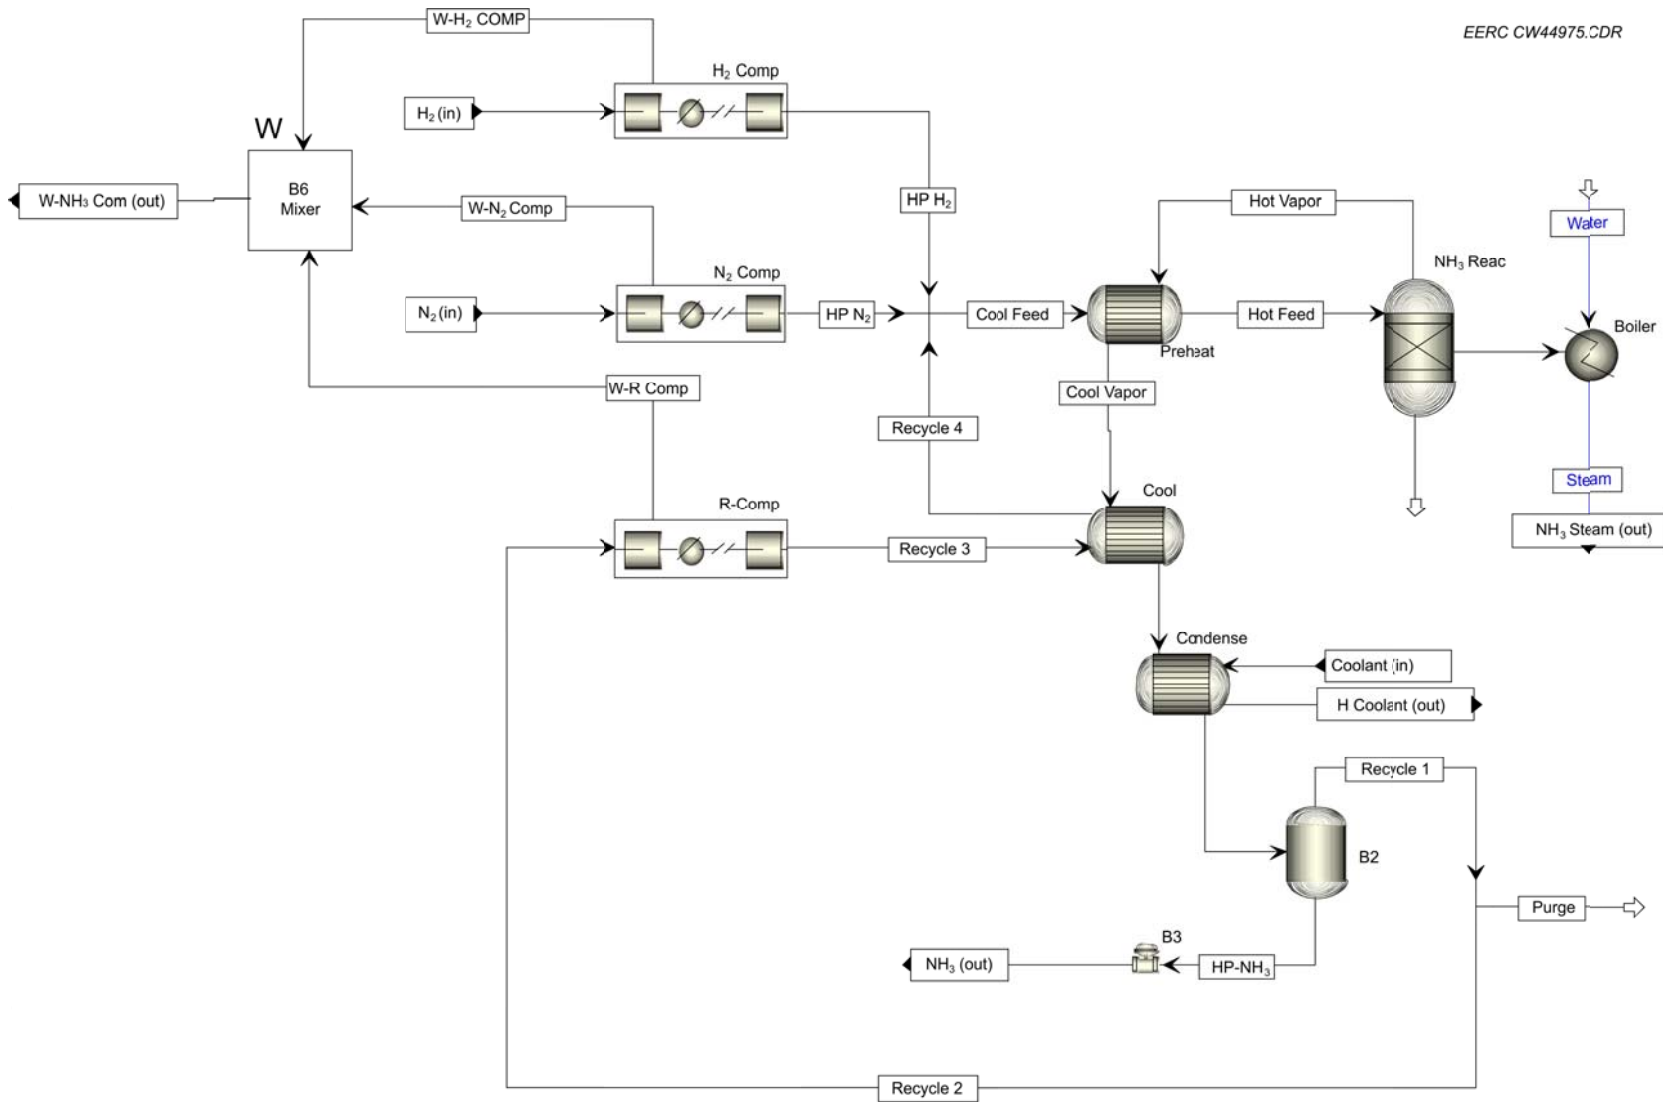 W-H₂ COMP
EERC CW44975.CDR
H₂ Comp
H₂ (in)
W
B6
Mixer
W-NH₃ Com (out)
W-N₂ Comp
HP H₂
Hot Vapor
Water
NH₃ Reac
N₂ Comp
N₂ (in)
HP N₂
Cool Feed
Hot Feed
Boiler
Preheat
W-R Comp
Cool Vapor
Recycle 4
Steam
Cool
R-Comp
NH₃ Steam (out)
Recycle 3
Condense
Coolant (in)
H Coolant (out)
Recycle 1
B2
Purge
B3
NH₃ (out)
HP-NH₃
Recycle 2